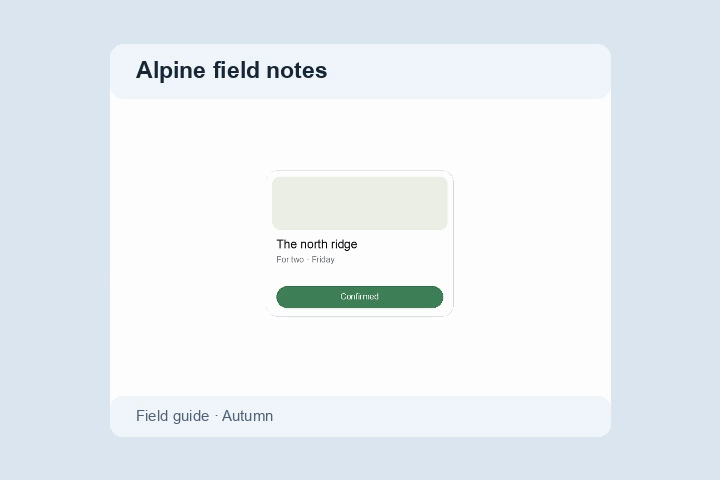 Alpine field notes
The north ridge
For two · Friday
Confirmed
Field guide · Autumn